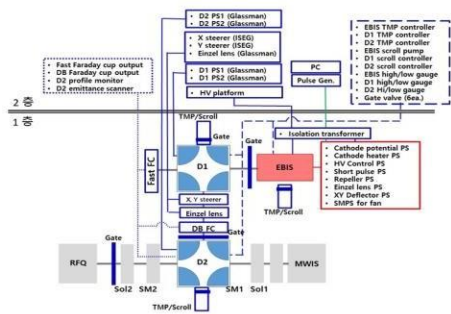 D2 PS1 (Glassman)
D2 PS2 (Glassman)
X steerer (ISEG)
Y steerer (ISEG)
Einzel lens (Glassman)
D1 PS1 (Glassman)
D1 PS2 (Glassman)
HV platform
PC
Pulse Gen.
EBIS TMP controller
D1 TMP controller
D2 TMP controller
EBIS scroll pump
D1 scroll controller
D2 scroll controller
EBIS high/low gauge
D1 high/low gauge
D2 Hi/low gauge
Gate valve (6ea.)
Fast Faraday cup output
DB Faraday cup output
D2 profile monitor
D2 emittance scanner
2 층
1 층
TMP/Scroll
Gate
Isolation transformer
Fast FC
D1
EBIS
Cathode potential PS
Cathode heater PS
HV Control PS
Short pulse PS
Repeller PS
Einzel lens PS
XY Deflector PS
SMPS for fan
X, Y steerer
Einzel lens
TMP/Scroll
DB FC
Gate
Gate
RFQ
D2
MWIS
Sol2
SM2
SM1
Sol1
TMP/Scroll